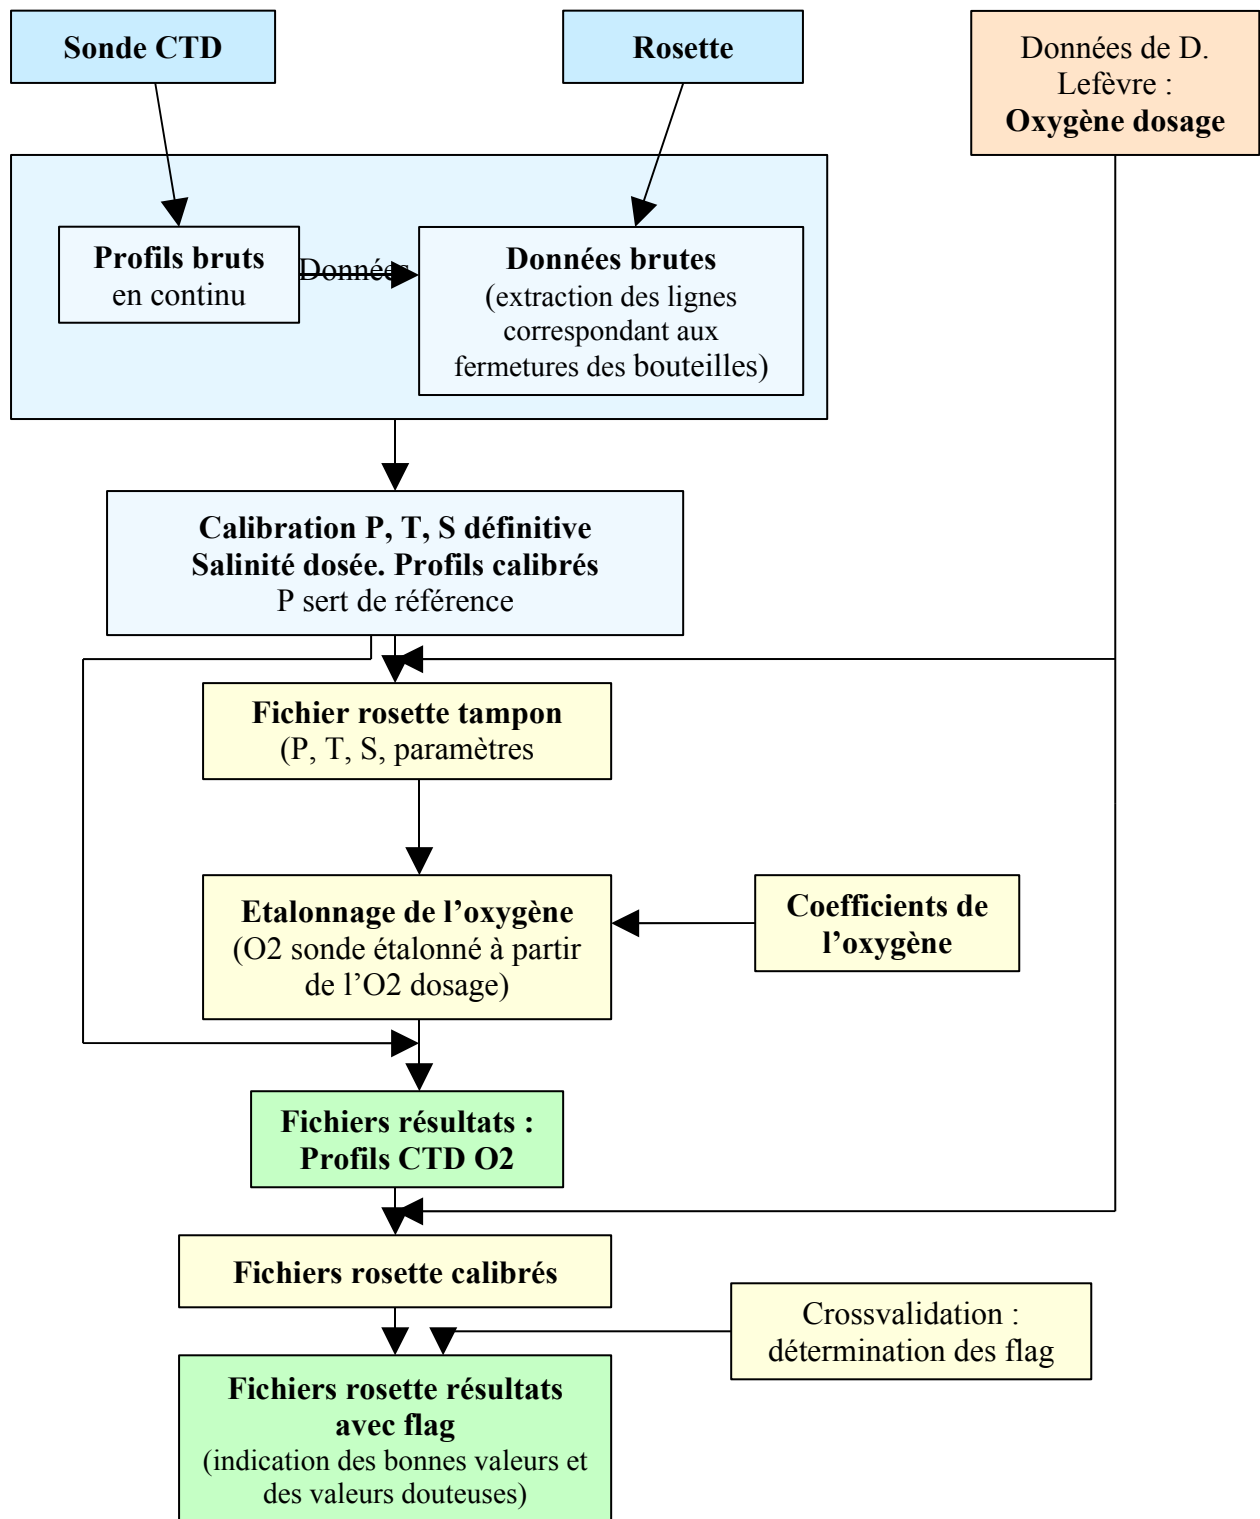 Sonde CTD
Rosette
Données de D.
Lefèvre :
Oxygène dosage
Profils bruts
en continu
Données
Données brutes
(extraction des lignes
correspondant aux
fermetures des bouteilles)
Calibration P, T, S définitive
Salinité dosée. Profils calibrés
P sert de référence
Fichier rosette tampon
(P, T, S, paramètres
Etalonnage de l’oxygène
(O2 sonde étalonné à partir
de l’O2 dosage)
Coefficients de
l’oxygène
Fichiers résultats :
Profils CTD O2
Fichiers rosette calibrés
Crossvalidation :
détermination des flag
Fichiers rosette résultats
avec flag
(indication des bonnes valeurs et
des valeurs douteuses)